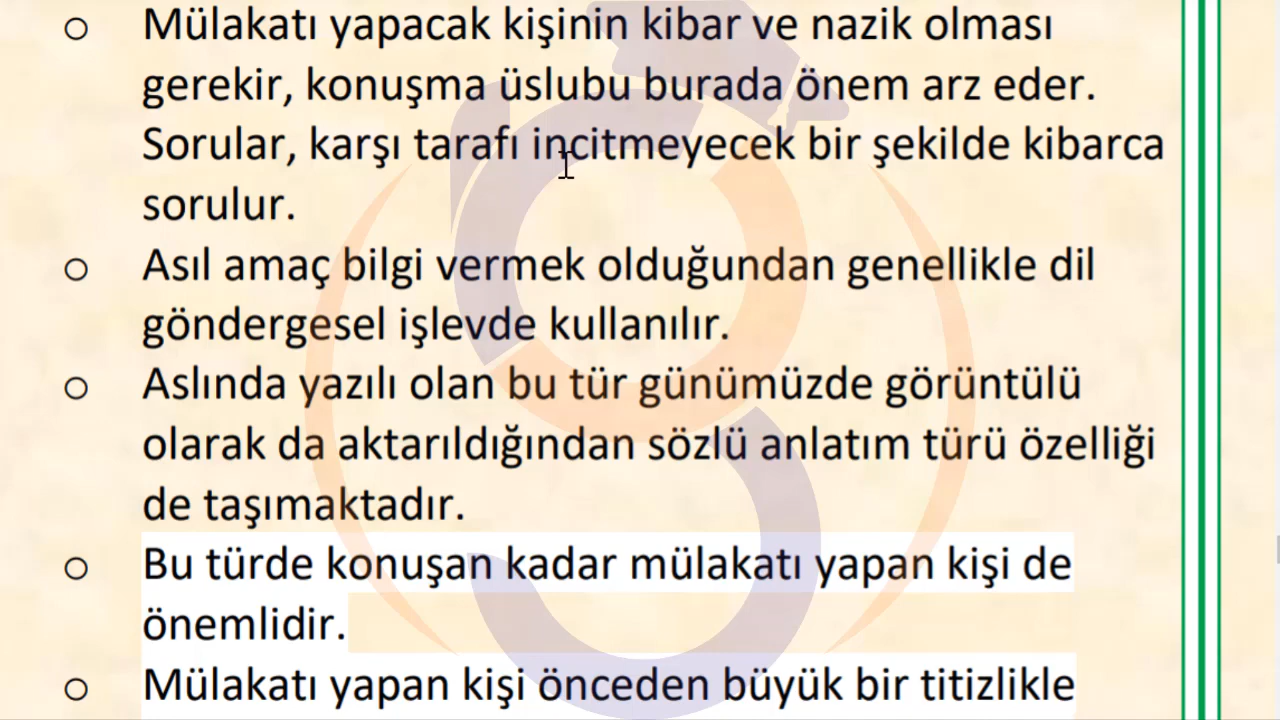 o Mülakatı yapacak kişinin kibar ve nazik olması
gerekir, konuşma üslubu burada önem arz eder.
Sorular, karşı tarafı incitmeyecek bir şekilde kibarca
sorulur.
o Asıl amaç bilgi vermek olduğundan genellikle dil
göndergesel işlevde kullanılır.
o Aslında yazılı olan bu tür günümüzde görüntülü
olarak da aktarıldığından sözlü anlatım türü özelliği
de taşımaktadır.
o Bu türde konuşan kadar mülakatı yapan kişi de
önemlidir.
o Mülakatı yapan kişi önceden büyük bir titizlikle